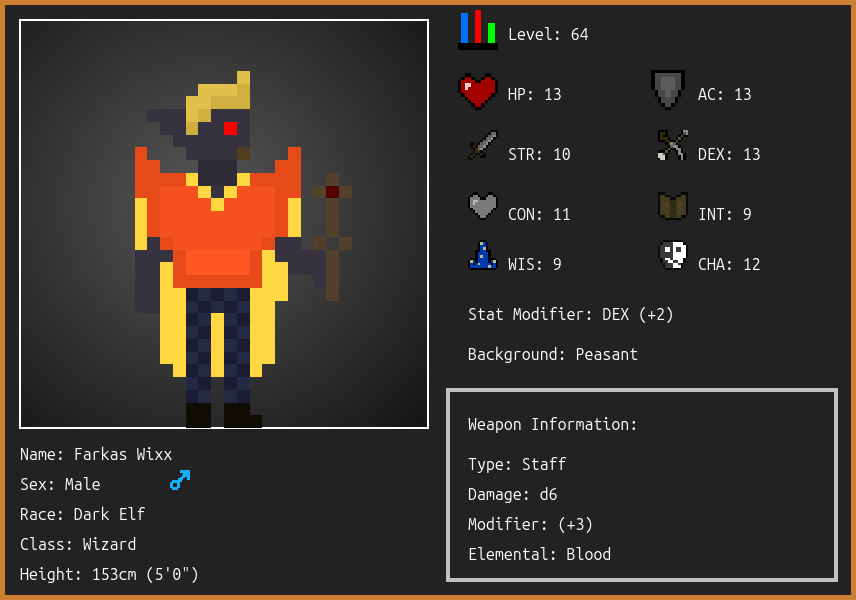 Level: 64
HP: 13
AC: 13
STR: 10
DEX: 13
CON: 11
INT: 9
WIS: 9
CHA: 12
Stat Modifier: DEX (+2)
Background: Peasant
Weapon Information:
Type: Staff
Damage: d6
Modifier: (+3)
Elemental: Blood
Name: Farkas Wixx
Sex: Male
Race: Dark Elf
Class: Wizard
Height: 153cm (5'0")